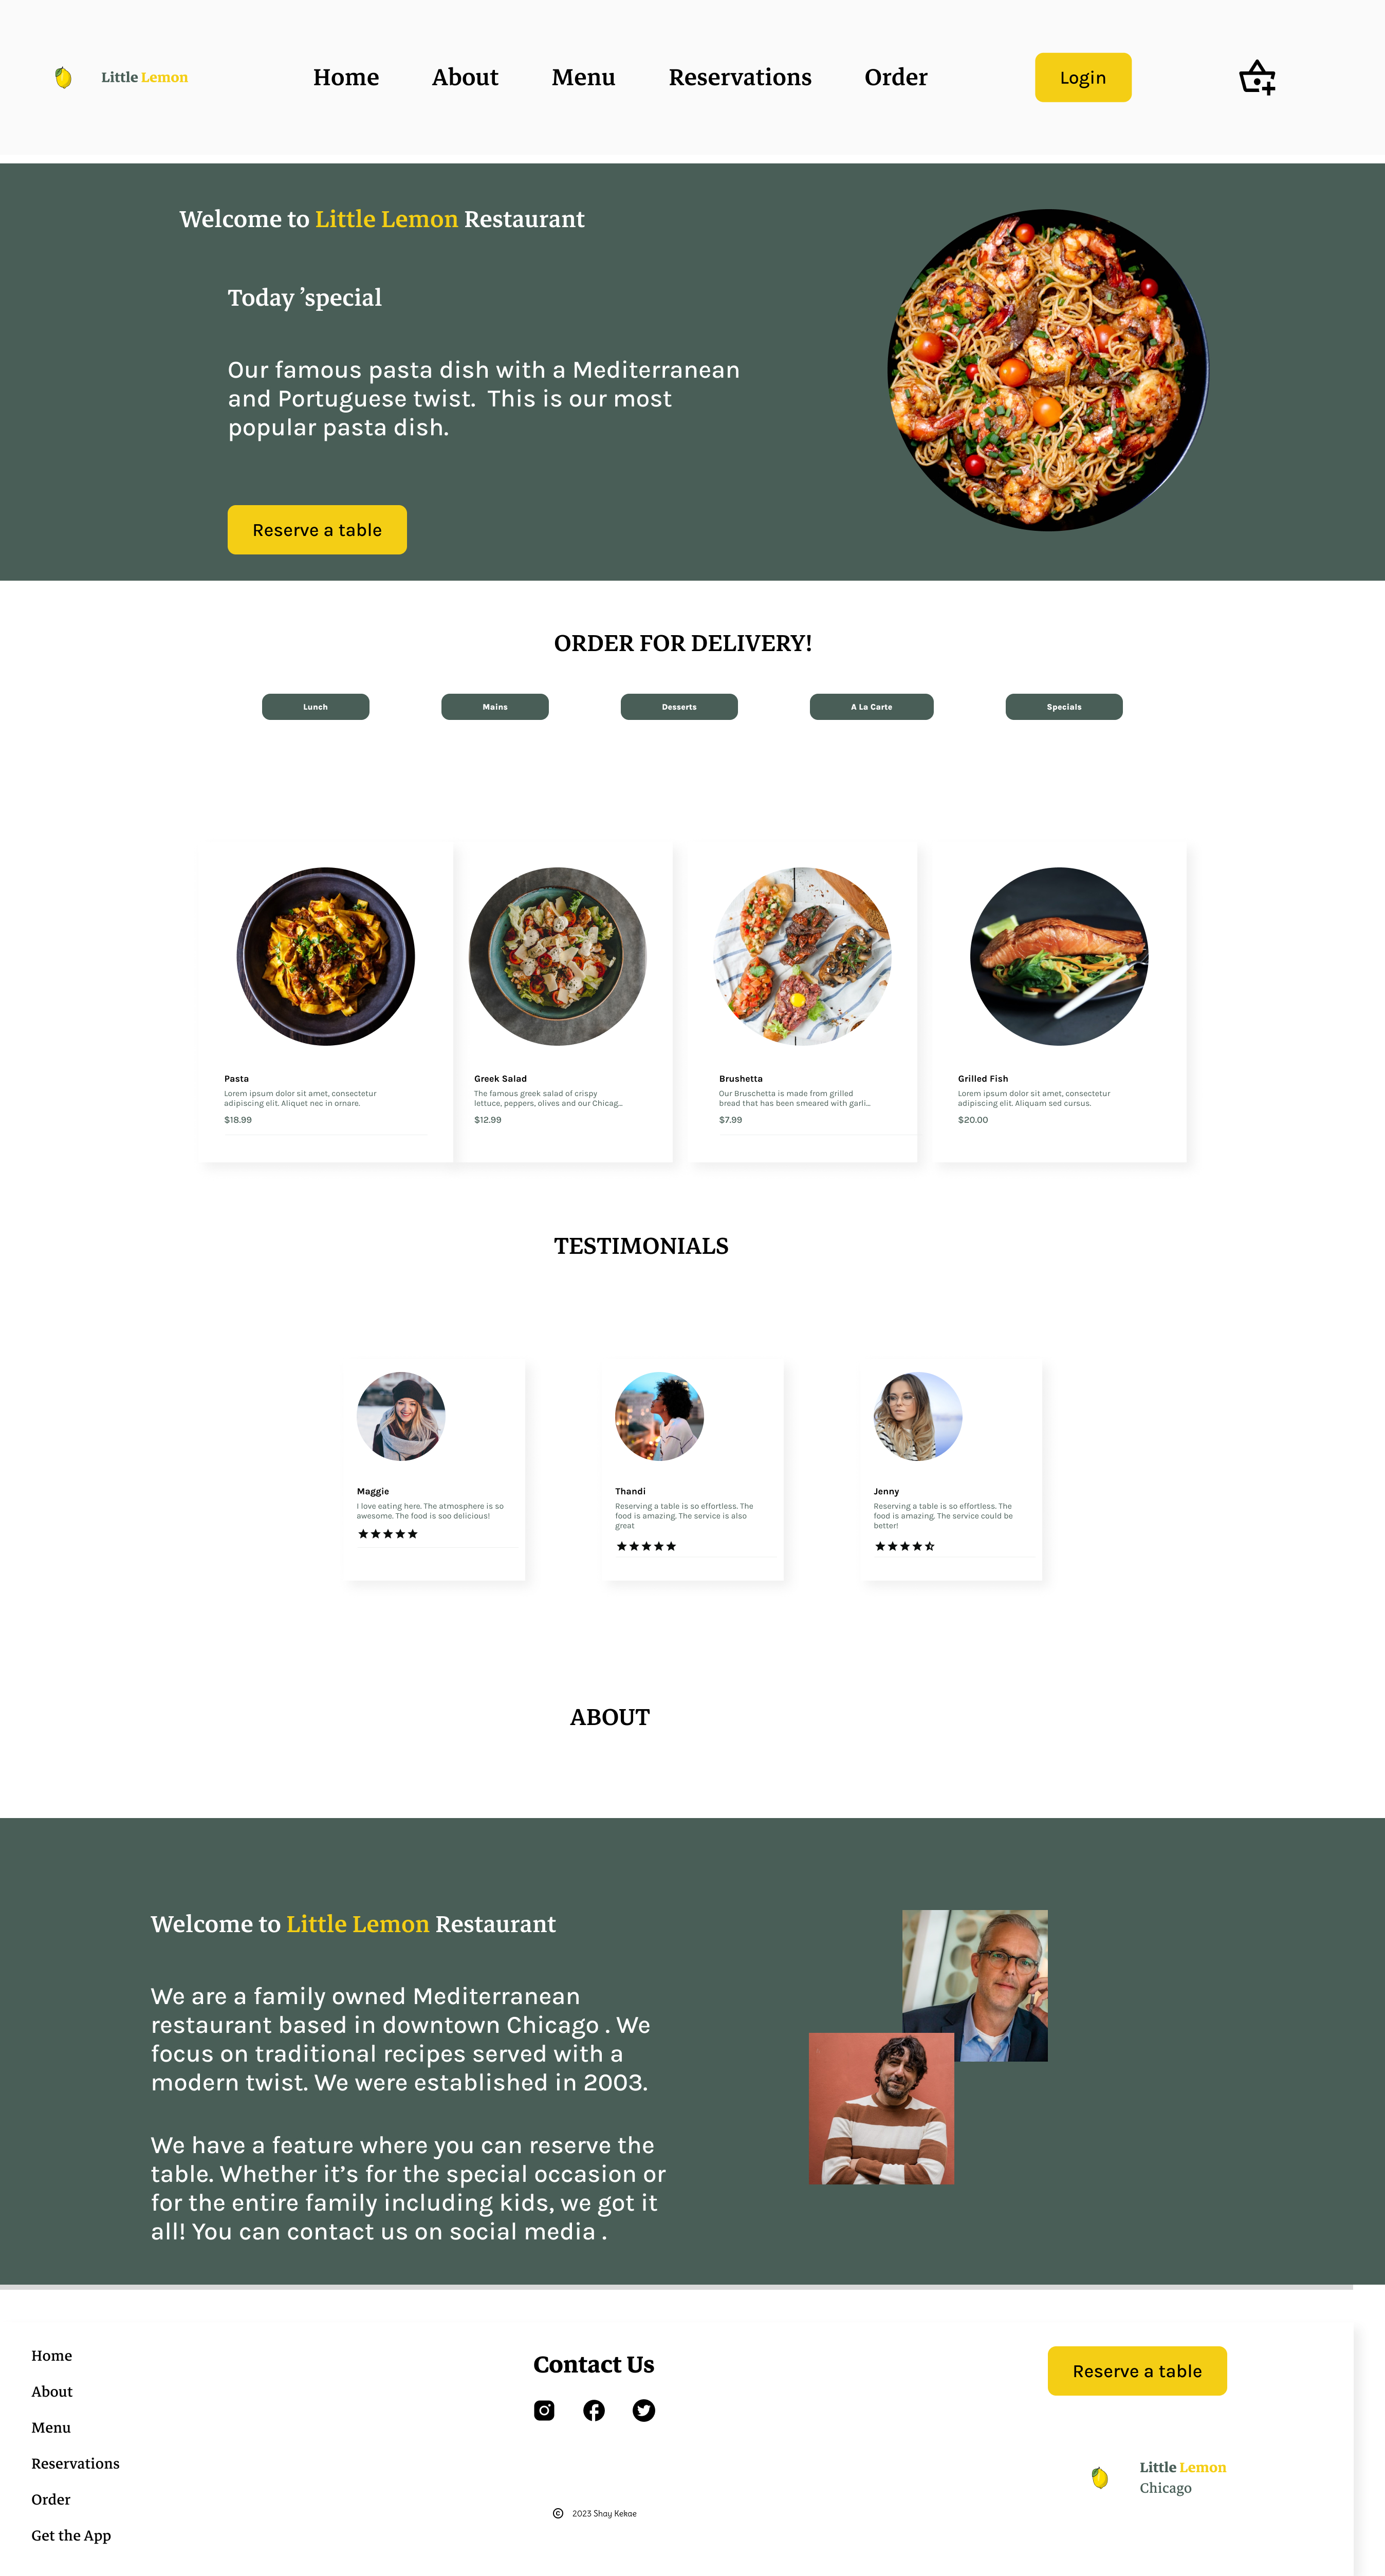 Little Lemon
Home
About
Menu
Reservations
Order
Login
Welcome to Little Lemon Restaurant
Today ’special
Our famous pasta dish with a Mediterranean
and Portuguese twist.  This is our most
popular pasta dish.
Reserve a table
ORDER FOR DELIVERY!
Lunch
Mains
Desserts
A La Carte
Specials
Pasta
Lorem ipsum dolor sit amet, consectetur
adipiscing elit. Aliquet nec in ornare.
$18.99
Greek Salad
The famous greek salad of crispy
lettuce, peppers, olives and our Chicag...
$12.99
Brushetta
Our Bruschetta is made from grilled
bread that has been smeared with garli...
$7.99
Grilled Fish
Lorem ipsum dolor sit amet, consectetur
adipiscing elit. Aliquam sed cursus.
$20.00
TESTIMONIALS
Maggie
I love eating here. The atmosphere is so
awesome. The food is soo delicious!
Thandi
Reserving a table is so effortless. The
food is amazing. The service is also
great
Jenny
Reserving a table is so effortless. The
food is amazing. The service could be
better!
ABOUT
Welcome to Little Lemon Restaurant
We are a family owned Mediterranean
restaurant based in downtown Chicago . We
focus on traditional recipes served with a
modern twist. We were established in 2003.
We have a feature where you can reserve the
table. Whether it’s for the special occasion or
for the entire family including kids, we got it
all! You can contact us on social media .
Home
About
Menu
Reservations
Order
Get the App
Contact Us
© 2023 Shay Kekae
Reserve a table
Little Lemon
Chicago